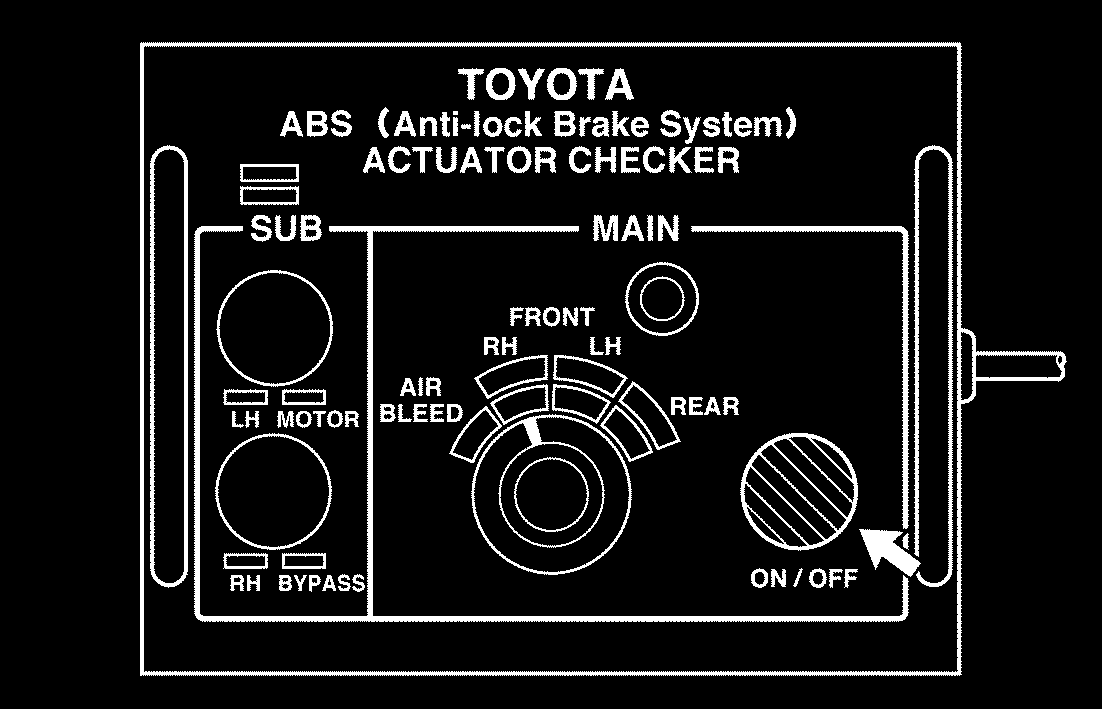 TOYOTA
ABS (Anti-lock Brake System)
ACTUATOR CHECKER
SUB
MAIN
FRONT
RH LH
AIR
BLEED
REAR
LH MOTOR
RH BYPASS
ON / OFF